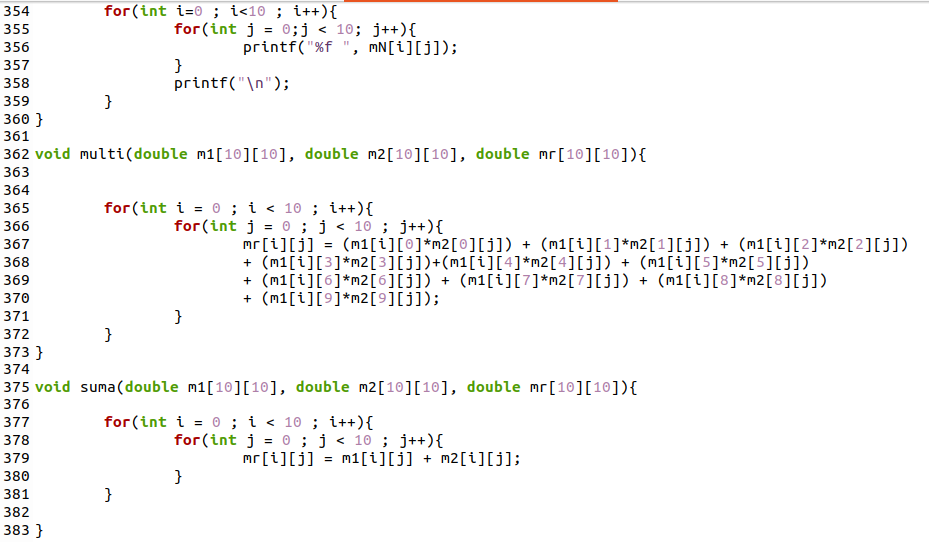 354 for(int i=0 ; i<10 ; i++){
355 for(int j = 0;j < 10; j++){
356 printf("%f ", mN[i][j]);
357 }
358 printf("\n");
359 }
360 }
361
362 void multi(double m1[10][10], double m2[10][10], double mr[10][10]){
363
364
365 for(int i = 0 ; i < 10 ; i++){
366 for(int j = 0 ; j < 10 ; j++){
367 mr[i][j] = (m1[i][0]*m2[0][j]) + (m1[i][1]*m2[1][j]) + (m1[i][2]*m2[2][j])
368 + (m1[i][3]*m2[3][j])+(m1[i][4]*m2[4][j]) + (m1[i][5]*m2[5][j])
369 + (m1[i][6]*m2[6][j]) + (m1[i][7]*m2[7][j]) + (m1[i][8]*m2[8][j])
370 + (m1[i][9]*m2[9][j]);
371 }
372 }
373 }
374
375 void suma(double m1[10][10], double m2[10][10], double mr[10][10]){
376
377 for(int i = 0 ; i < 10 ; i++){
378 for(int j = 0 ; j < 10 ; j++){
379 mr[i][j] = m1[i][j] + m2[i][j];
380 }
381 }
382
383 }